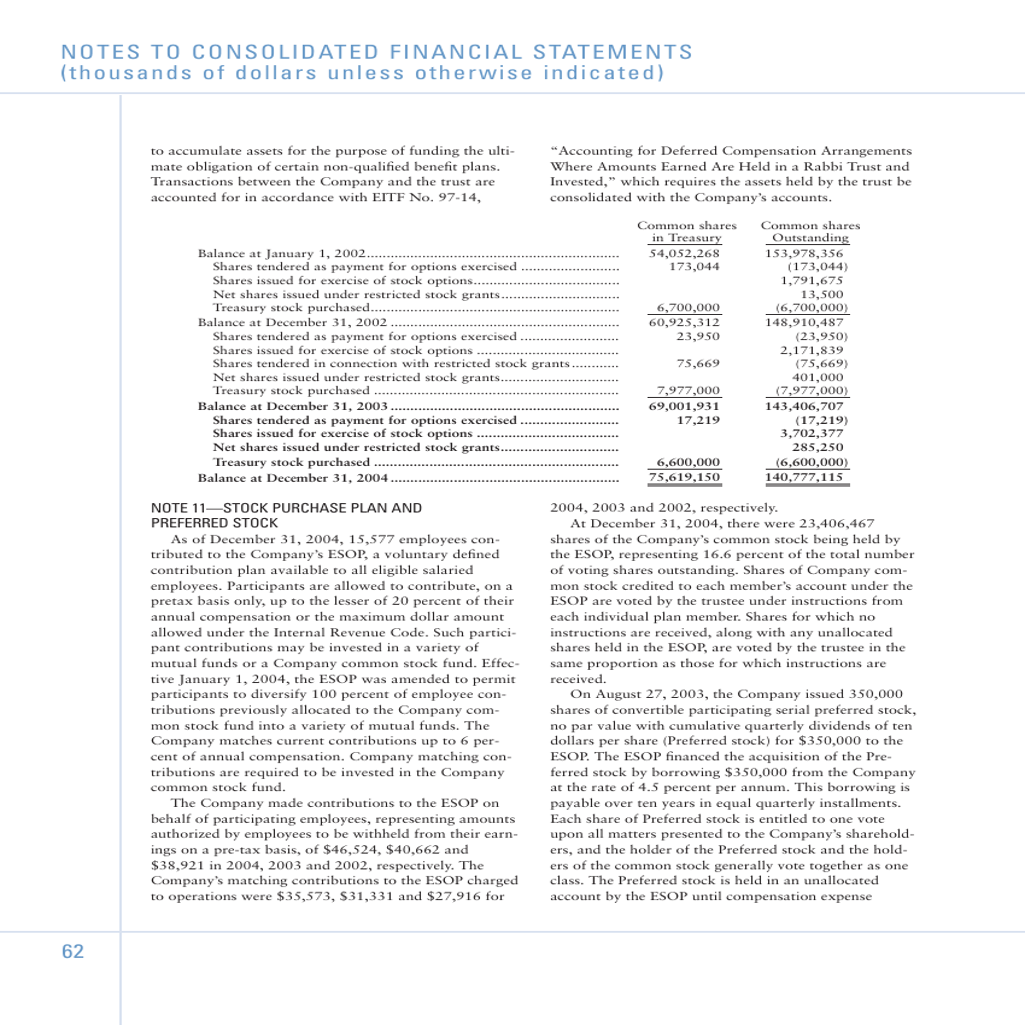 NOTES TO CONSOLIDATED FINANCIAL STATEMENTS
(thousands of dollars unless otherwise indicated)
to accumulate assets for the purpose of funding the ulti-
mate obligation of certain non-qualified benefit plans.
Transactions between the Company and the trust are
accounted for in accordance with EITF No. 97-14,
“Accounting for Deferred Compensation Arrangements
Where Amounts Earned Are Held in a Rabbi Trust and
Invested,” which requires the assets held by the trust be
consolidated with the Company’s accounts.
Common shares Common shares
in Treasury Outstanding
Balance at January 1, 2002 54,052,268 153,978,356
Shares tendered as payment for options exercised 173,044 (173,044)
Shares issued for exercise of stock options 1,791,675
Net shares issued under restricted stock grants 13,500
Treasury stock purchased 6,700,000 (6,700,000)
Balance at December 31, 2002 60,925,312 148,910,487
Shares tendered as payment for options exercised 23,950 (23,950)
Shares issued for exercise of stock options 2,171,839
Shares tendered in connection with restricted stock grants 75,669 (75,669)
Net shares issued under restricted stock grants 401,000
Treasury stock purchased 7,977,000 (7,977,000)
Balance at December 31, 2003 69,001,931 143,406,707
Shares tendered as payment for options exercised 17,219 (17,219)
Shares issued for exercise of stock options 3,702,377
Net shares issued under restricted stock grants 285,250
Treasury stock purchased 6,600,000 (6,600,000)
Balance at December 31, 2004 75,619,150 140,777,115
NOTE 11—STOCK PURCHASE PLAN AND
PREFERRED STOCK
As of December 31, 2004, 15,577 employees con-
tributed to the Company’s ESOP, a voluntary defined
contribution plan available to all eligible salaried
employees. Participants are allowed to contribute, on a
pretax basis only, up to the lesser of 20 percent of their
annual compensation or the maximum dollar amount
allowed under the Internal Revenue Code. Such partici-
pant contributions may be invested in a variety of
mutual funds or a Company common stock fund. Effec-
tive January 1, 2004, the ESOP was amended to permit
participants to diversify 100 percent of employee con-
tributions previously allocated to the Company com-
mon stock fund into a variety of mutual funds. The
Company matches current contributions up to 6 per-
cent of annual compensation. Company matching con-
tributions are required to be invested in the Company
common stock fund.
The Company made contributions to the ESOP on
behalf of participating employees, representing amounts
authorized by employees to be withheld from their earn-
ings on a pre-tax basis, of $46,524, $40,662 and
$38,921 in 2004, 2003 and 2002, respectively. The
Company’s matching contributions to the ESOP charged
to operations were $35,573, $31,331 and $27,916 for
2004, 2003 and 2002, respectively.
At December 31, 2004, there were 23,406,467
shares of the Company’s common stock being held by
the ESOP, representing 16.6 percent of the total number
of voting shares outstanding. Shares of Company com-
mon stock credited to each member’s account under the
ESOP are voted by the trustee under instructions from
each individual plan member. Shares for which no
instructions are received, along with any unallocated
shares held in the ESOP, are voted by the trustee in the
same proportion as those for which instructions are
received.
On August 27, 2003, the Company issued 350,000
shares of convertible participating serial preferred stock,
no par value with cumulative quarterly dividends of ten
dollars per share (Preferred stock) for $350,000 to the
ESOP. The ESOP financed the acquisition of the Pre-
ferred stock by borrowing $350,000 from the Company
at the rate of 4.5 percent per annum. This borrowing is
payable over ten years in equal quarterly installments.
Each share of Preferred stock is entitled to one vote
upon all matters presented to the Company’s sharehold-
ers, and the holder of the Preferred stock and the hold-
ers of the common stock generally vote together as one
class. The Preferred stock is held in an unallocated
account by the ESOP until compensation expense
62